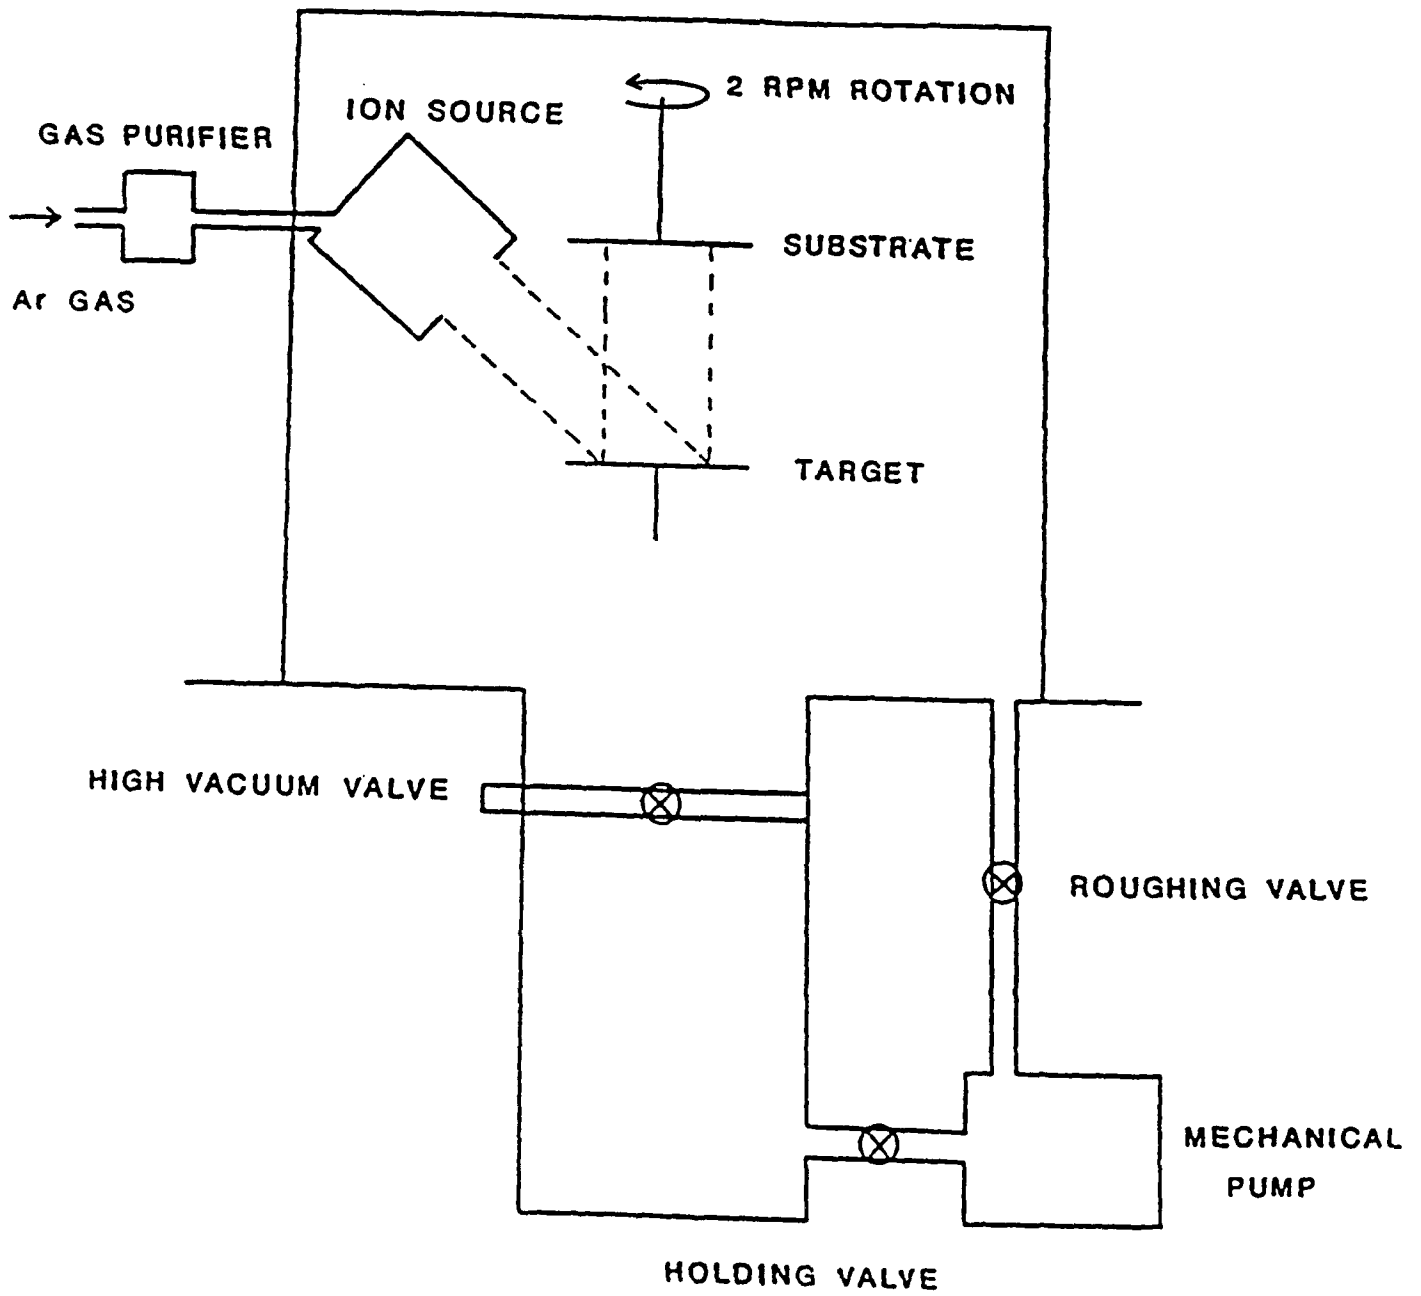 2 RPM ROTATION
ION SOURCE
GAS PURIFIER
SUBSTRATE
Ar GAS
TARGET
HIGH VACUUM VALVE
ROUGHING VALVE
MECHANICAL
PUMP
HOLDING VALVE